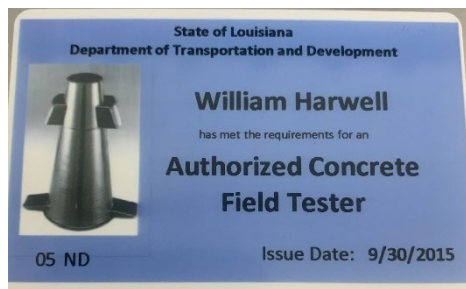 State of Louisiana
Department of Transportation and Development
William Harwell
has met the requirements for an
Authorized Concrete
Field Tester
05 ND
Issue Date: 9/30/2015